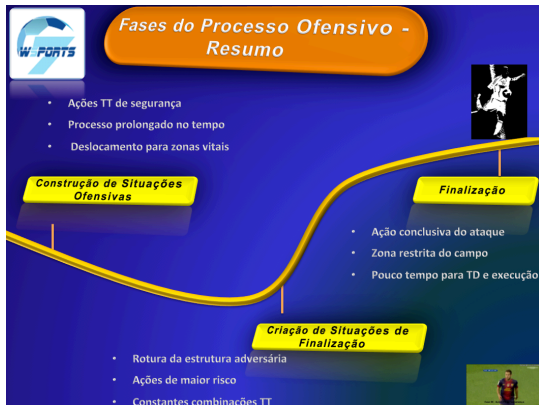 Fases do Processo Ofensivo -
Resumo
W SPORTS
• Ações TT de segurança
• Processo prolongado no tempo
• Deslocamento para zonas vitais
Construção de Situações
Ofensivas
Finalização
• Ação conclusiva do ataque
• Zona restrita do campo
• Pouco tempo para TD e execução
Criação de Situações de
Finalização
• Rotura da estrutura adversária
• Ações de maior risco
• Constantes combinações TT